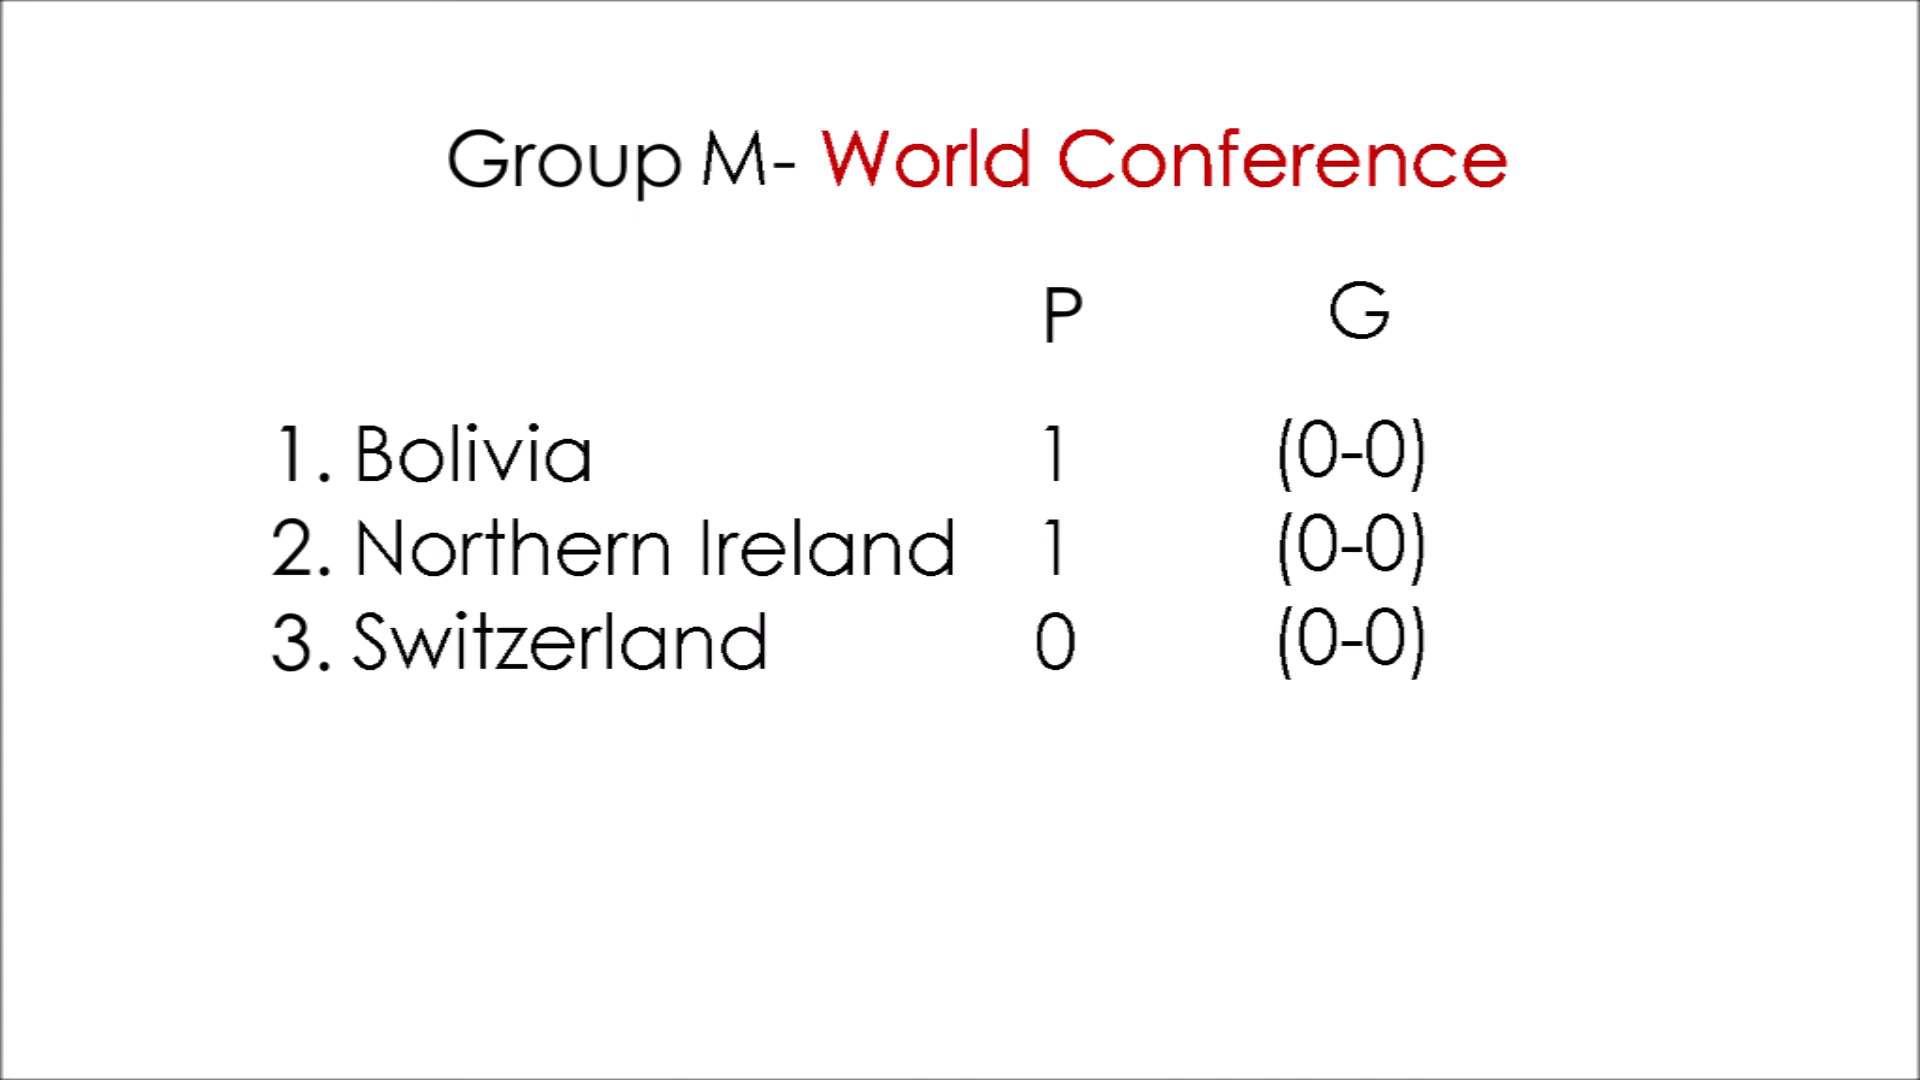 Group M- World Conference
P G
1. Bolivia 1 (0-0)
2. Northern Ireland 1 (0-0)
3. Switzerland 0 (0-0)